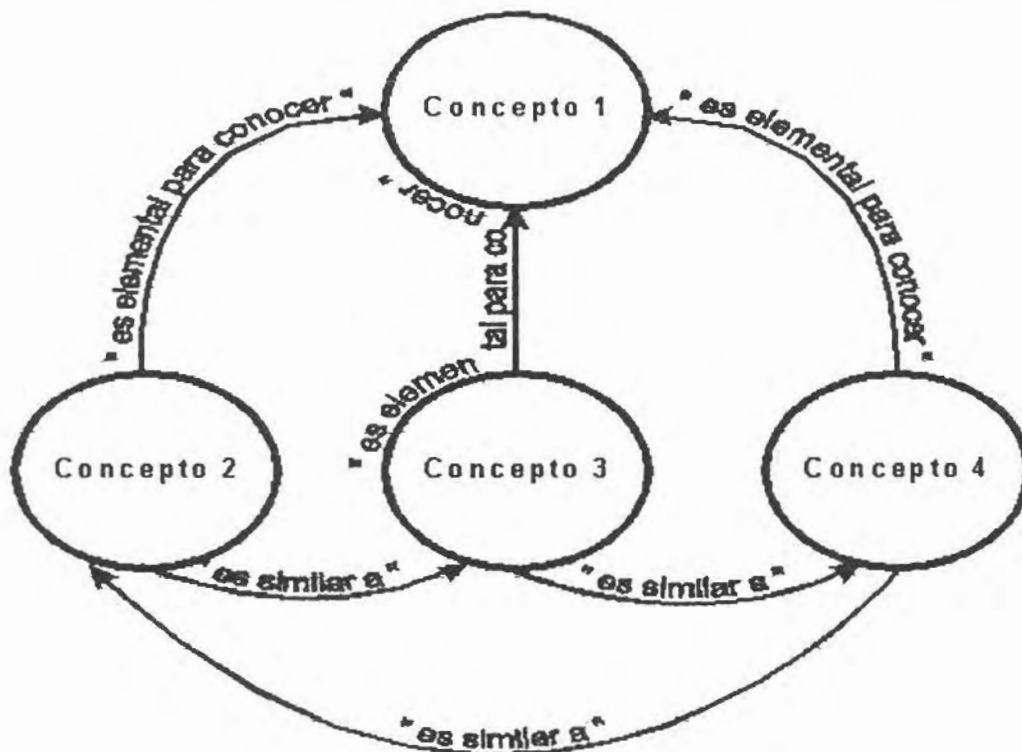 Concepto 1
" es elemental para conocer "
" es elemental para conocer "
" es elemental para conocer "
Concepto 2
Concepto 3
Concepto 4
" es similar a "
" es similar a "
" es similar a "